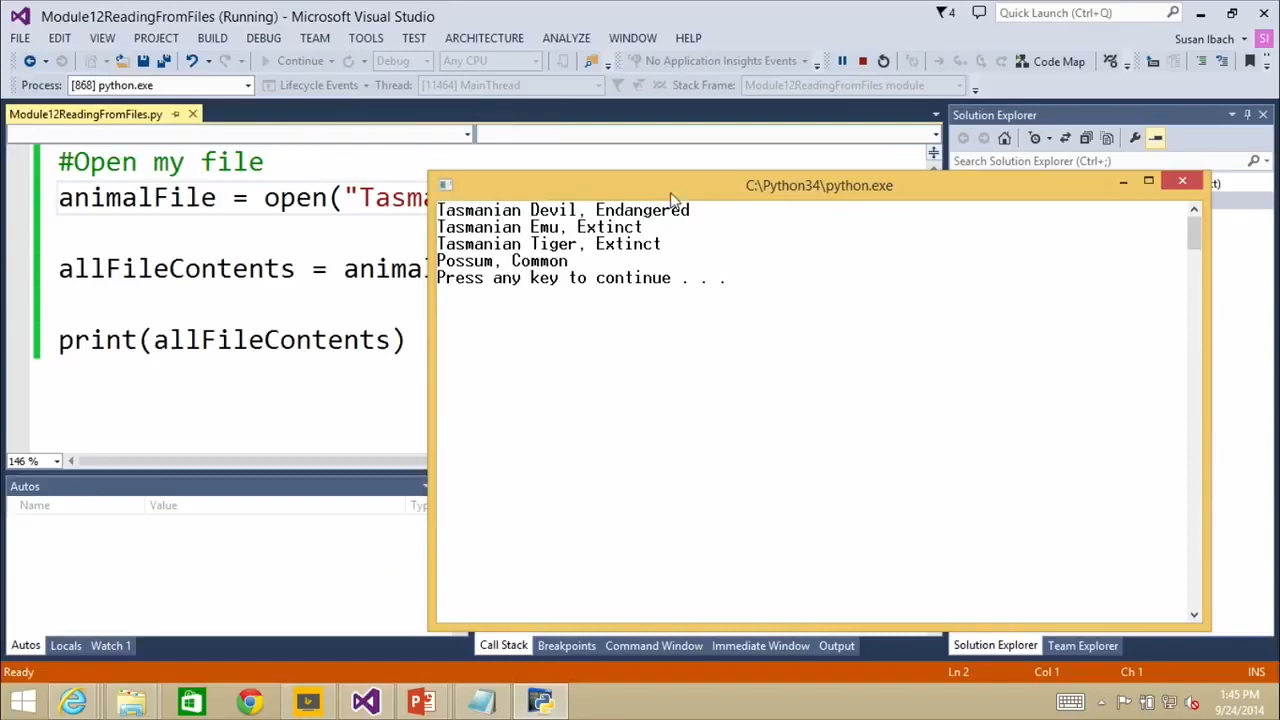 Module12ReadingFromFiles (Running) - Microsoft Visual Studio
4
Quick Launch (Ctrl+Q)
FILE EDIT VIEW PROJECT BUILD DEBUG TEAM TOOLS TEST ARCHITECTURE ANALYZE WINDOW HELP
Susan Ibach SI
Continue Debug Any CPU No Application Insights Events Code Map
Process: [868] python.exe Lifecycle Events Thread: [11464] MainThread Stack Frame: Module12ReadingFromFiles module
Module12ReadingFromFiles.py
#Open my file
animalFile = open("Tasma
allFileContents = animal
print(allFileContents)
146 %
C:\Python34\python.exe
Tasmanian Devil, Endangered
Tasmanian Emu, Extinct
Tasmanian Tiger, Extinct
Possum, Common
Press any key to continue . . .
Solution Explorer
Search Solution Explorer (Ctrl+;)
ct)
Autos
Name Value Typ
Autos Locals Watch 1
Call Stack Breakpoints Command Window Immediate Window Output
Solution Explorer Team Explorer
Ready Ln 2 Col 1 Ch 1 INS
1:45 PM
9/24/2014